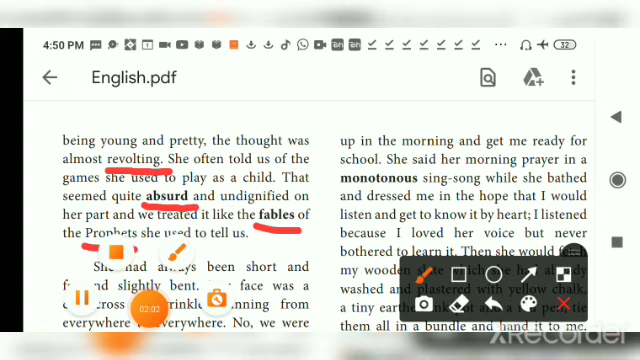 4:50 PM
32
English.pdf
being young and pretty, the thought was
almost revolting. She often told us of the
games she used to play as a child. That
seemed quite absurd and undignified on
her part and we treated it like the fables of
the Prophets she used to tell us.
She had always been short and
and slightly bent. face was a
everywhere everywhere. No, we were
up in the morning and get me ready for
school. She said her morning prayer in a
monotonous sing-song while she bathed
and dressed me in the hope that I would
listen and get to know it by heart; I listened
because I loved her voice but never
bothered to learn it. Then she would
my wooden
washed and plastered with yellow chalk,
a tiny
them all in a bundle and hand it to me.
02:02
RECORDER